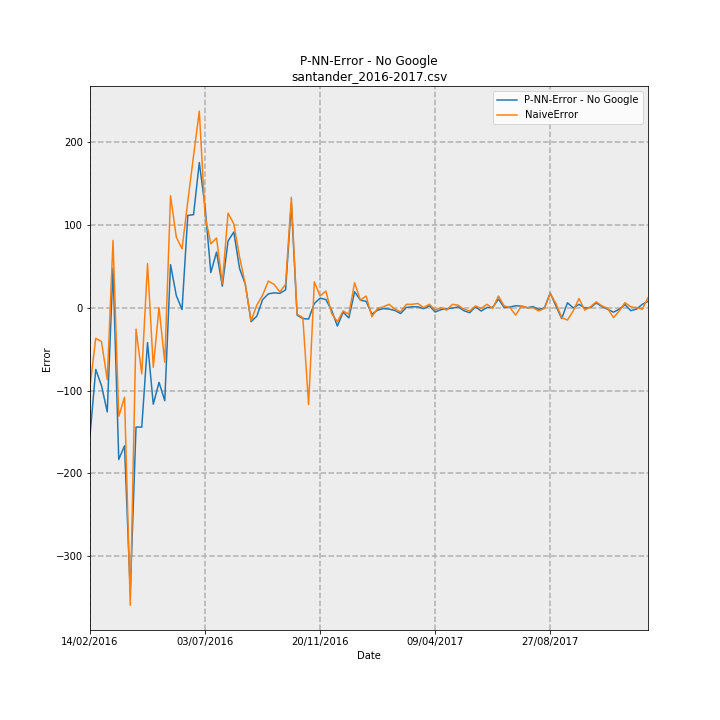 P-NN-Error - No Google
santander_2016-2017.csv
P-NN-Error - No Google
NaiveError
200
100
0
−100
−200
−300
Error
14/02/2016
03/07/2016
20/11/2016
09/04/2017
27/08/2017
Date